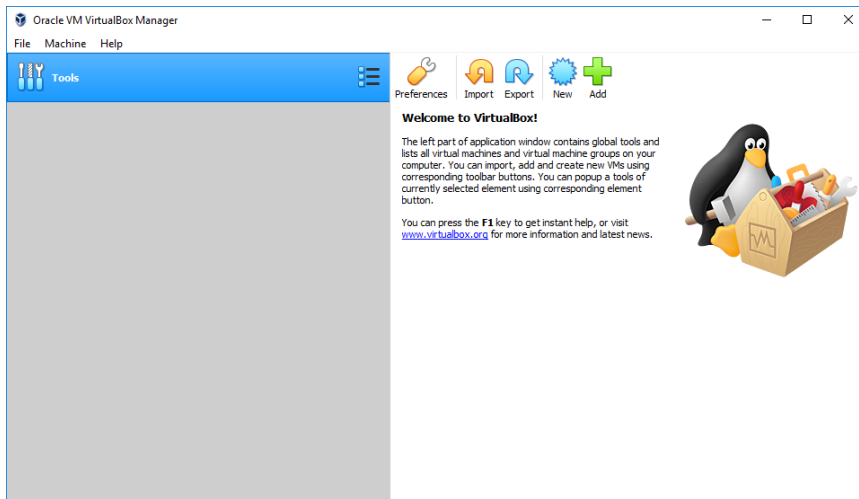 Oracle VM VirtualBox Manager
File Machine Help
Tools
Preferences Import Export New Add
Welcome to VirtualBox!
The left part of application window contains global tools and
lists all virtual machines and virtual machine groups on your
computer. You can import, add and create new VMs using
corresponding toolbar buttons. You can popup a tools of
currently selected element using corresponding element
button.
You can press the F1 key to get instant help, or visit
www.virtualbox.org for more information and latest news.